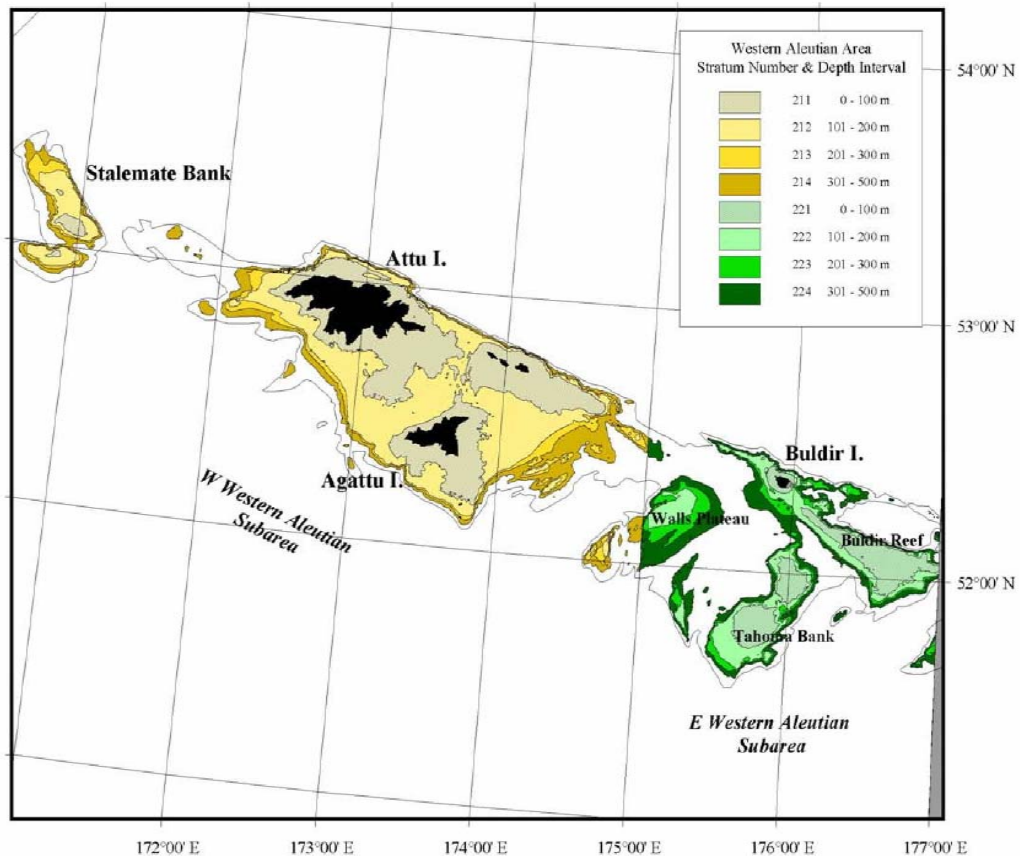 Western Aleutian Area
Stratum Number & Depth Interval
211 0 - 100 m
212 101 - 200 m
213 201 - 300 m
214 301 - 500 m
221 0 - 100 m
222 101 - 200 m
223 201 - 300 m
224 301 - 500 m
54°00' N
Stalemate Bank
Attu I.
53°00' N
Buldir I.
Agattu I.
W Western Aleutian
Subarea
Walls Plateau
Buldir Reef
52°00' N
Tahoma Bank
E Western Aleutian
Subarea
172°00' E
173°00' E
174°00' E
175°00' E
176°00' E
177°00' E